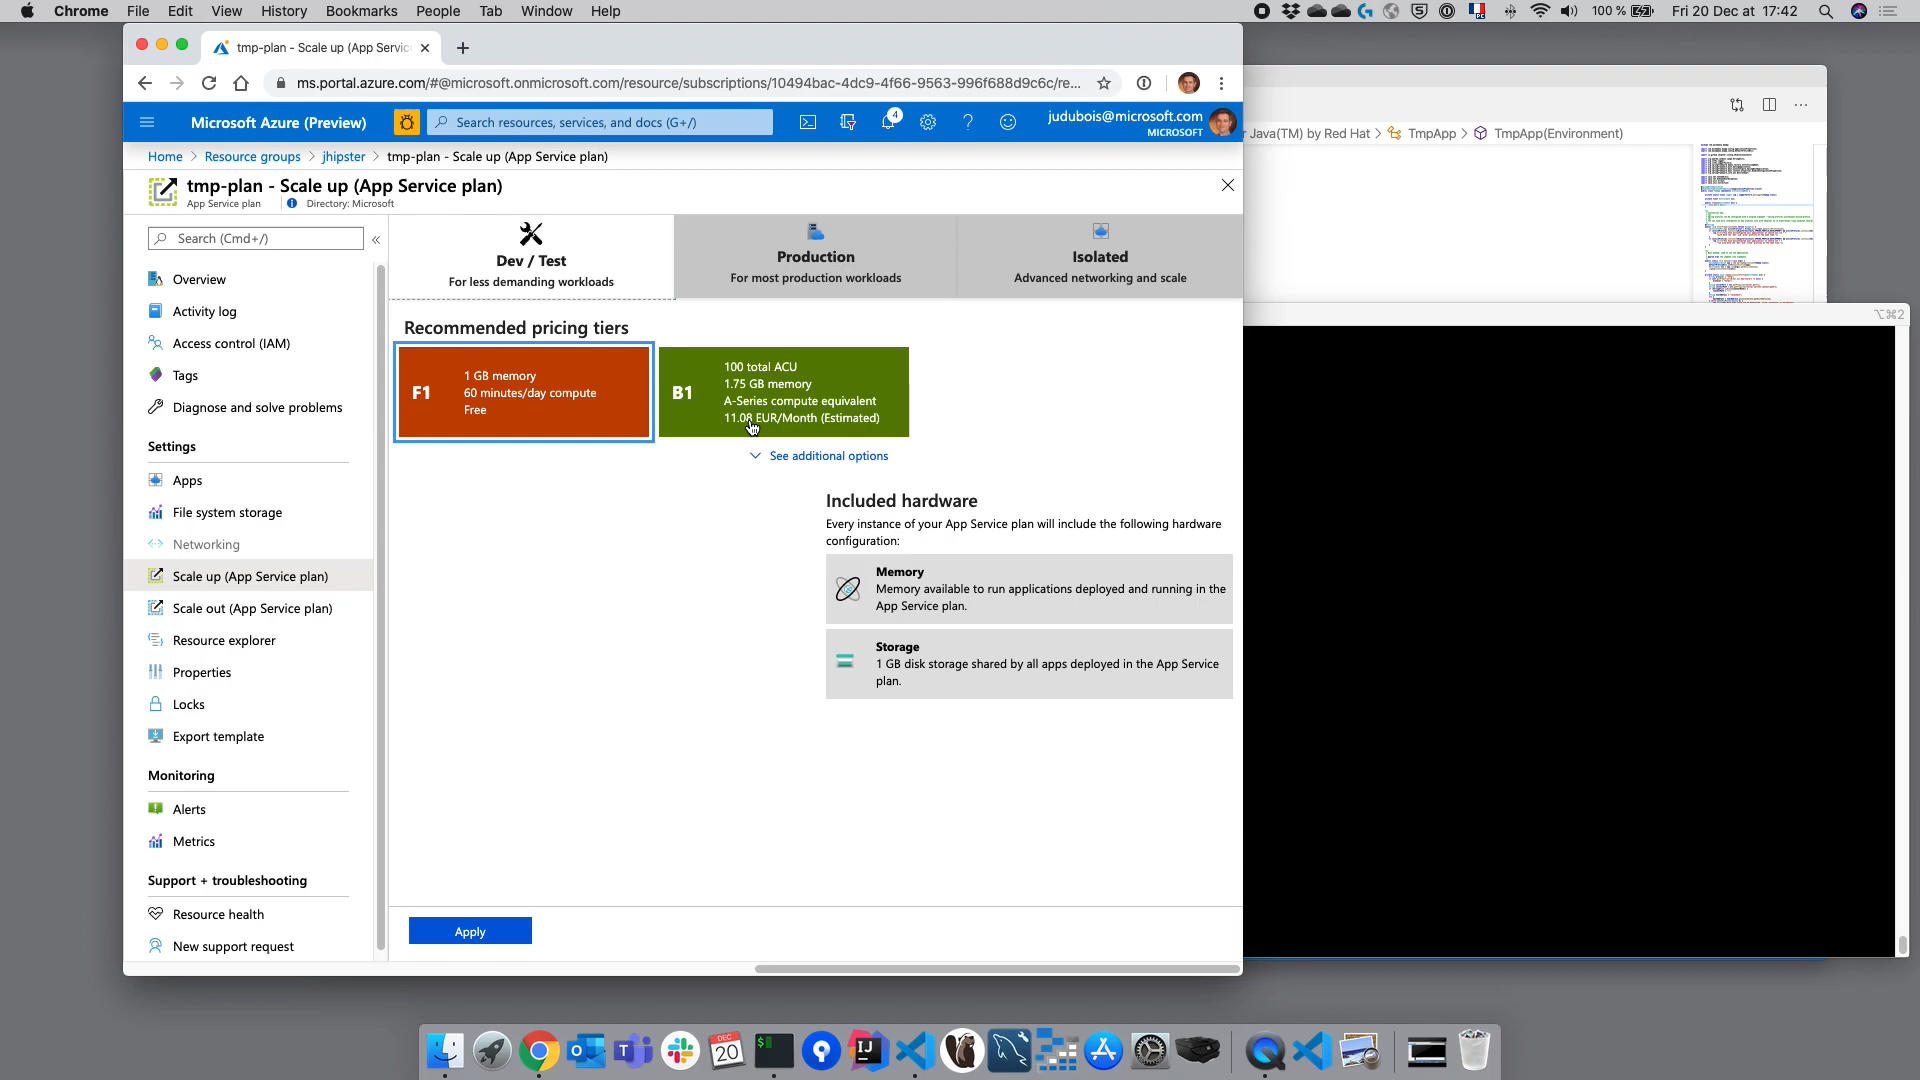 Chrome File Edit View History Bookmarks People Tab Window Help
100 % Fri 20 Dec at 17:42
tmp-plan - Scale up (App Servic
ms.portal.azure.com/#@microsoft.onmicrosoft.com/resource/subscriptions/10494bac-4dc9-4f66-9563-996f688d9c6c/re...
Microsoft Azure (Preview)
Search resources, services, and docs (G+/)
4
judubois@microsoft.com
MICROSOFT
Home > Resource groups > jhipster > tmp-plan - Scale up (App Service plan)
tmp-plan - Scale up (App Service plan)
App Service plan
Directory: Microsoft
Search (Cmd+/)
Overview
Activity log
Access control (IAM)
Tags
Diagnose and solve problems
Settings
Apps
File system storage
Networking
Scale up (App Service plan)
Scale out (App Service plan)
Resource explorer
Properties
Locks
Export template
Monitoring
Alerts
Metrics
Support + troubleshooting
Resource health
New support request
Dev / Test
For less demanding workloads
Production
For most production workloads
Isolated
Advanced networking and scale
Recommended pricing tiers
F1
1 GB memory
60 minutes/day compute
Free
B1
100 total ACU
1.75 GB memory
A-Series compute equivalent
11.08 EUR/Month (Estimated)
See additional options
Included hardware
Every instance of your App Service plan will include the following hardware
configuration:
Memory
Memory available to run applications deployed and running in the
App Service plan.
Storage
1 GB disk storage shared by all apps deployed in the App Service
plan.
Apply
r Java(TM) by Red Hat > TmpApp > TmpApp(Environment)
⌥⌘2
DEC
20
IJ